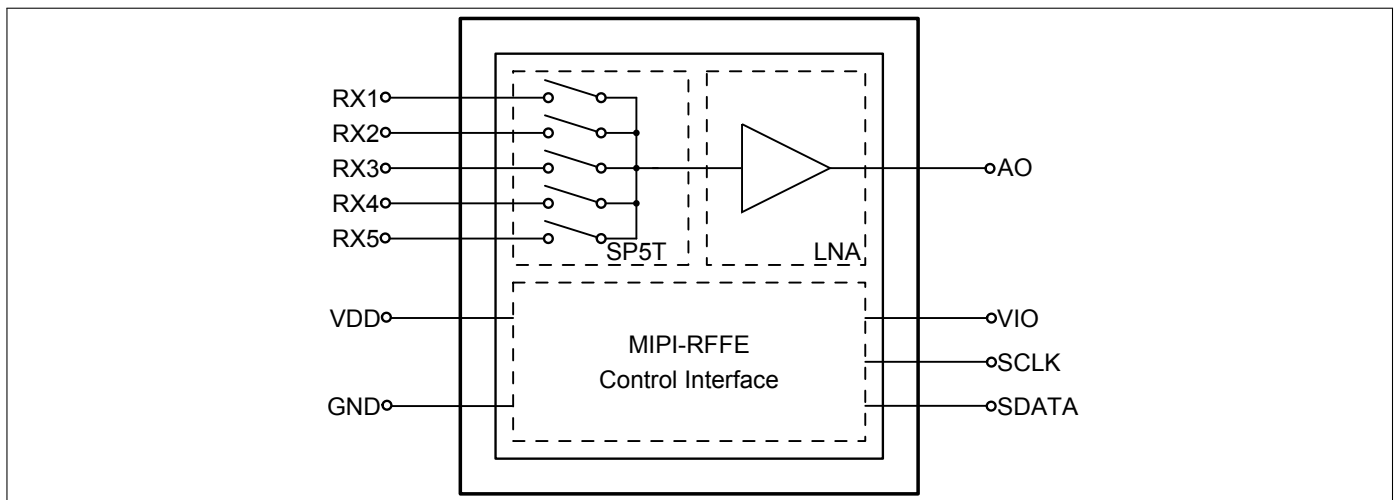 RX1
RX2
RX3
RX4
RX5
SP5T
LNA
AO
VDD
GND
MIPI-RFFE
Control Interface
VIO
SCLK
SDATA